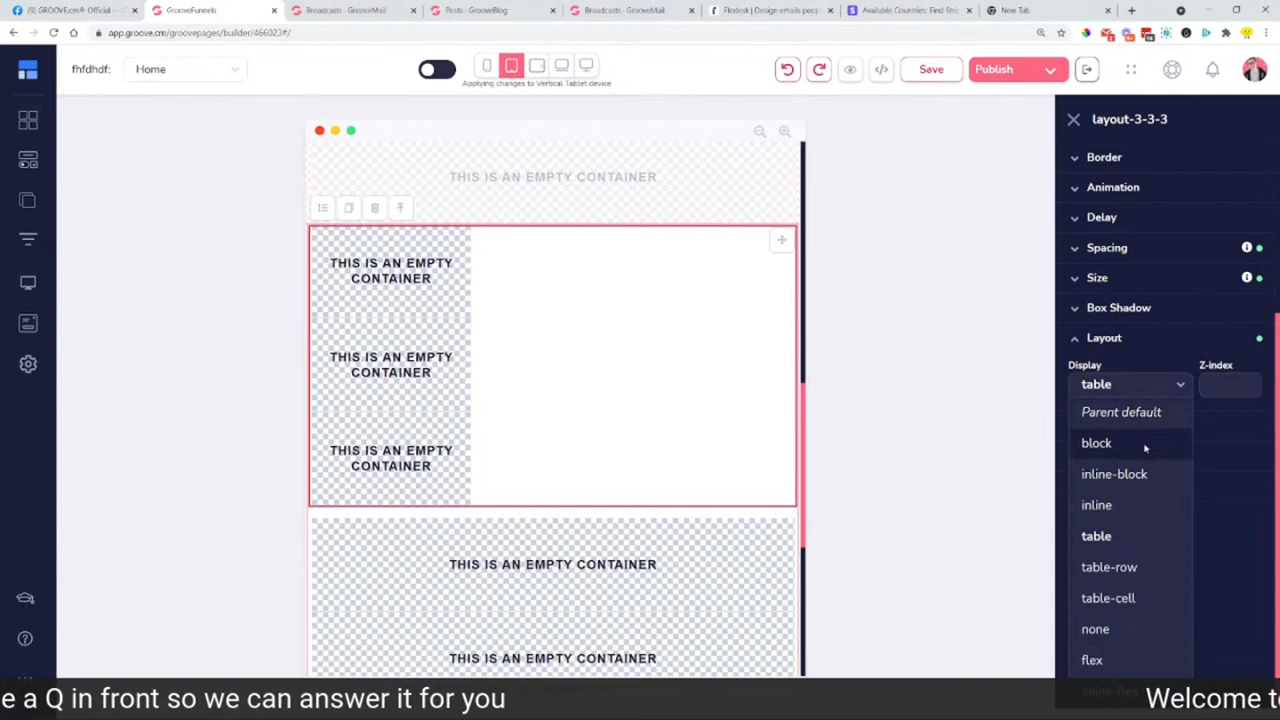 (1) GROOVE.cm® Official —
GrooveFunnels
Broadcasts - GrooveMail
Posts - GrooveBlog
Broadcasts - GrooveMail
Flodesk | Design emails peop
Available Countries: Find Strip
New Tab
app.groove.cm/groovepages/builder/466023#/
fhfdhdf:
Home
Applying changes to Vertical Tablet device
Save
Publish
layout-3-3-3
Border
Animation
Delay
Spacing
Size
Box Shadow
Layout
Display
Z-index
table
Parent default
block
inline-block
inline
table
table-row
table-cell
none
flex
inline-flex
THIS IS AN EMPTY CONTAINER
THIS IS AN EMPTY
CONTAINER
THIS IS AN EMPTY
CONTAINER
THIS IS AN EMPTY
CONTAINER
THIS IS AN EMPTY CONTAINER
THIS IS AN EMPTY CONTAINER
e a Q in front so we can answer it for you
Welcome to